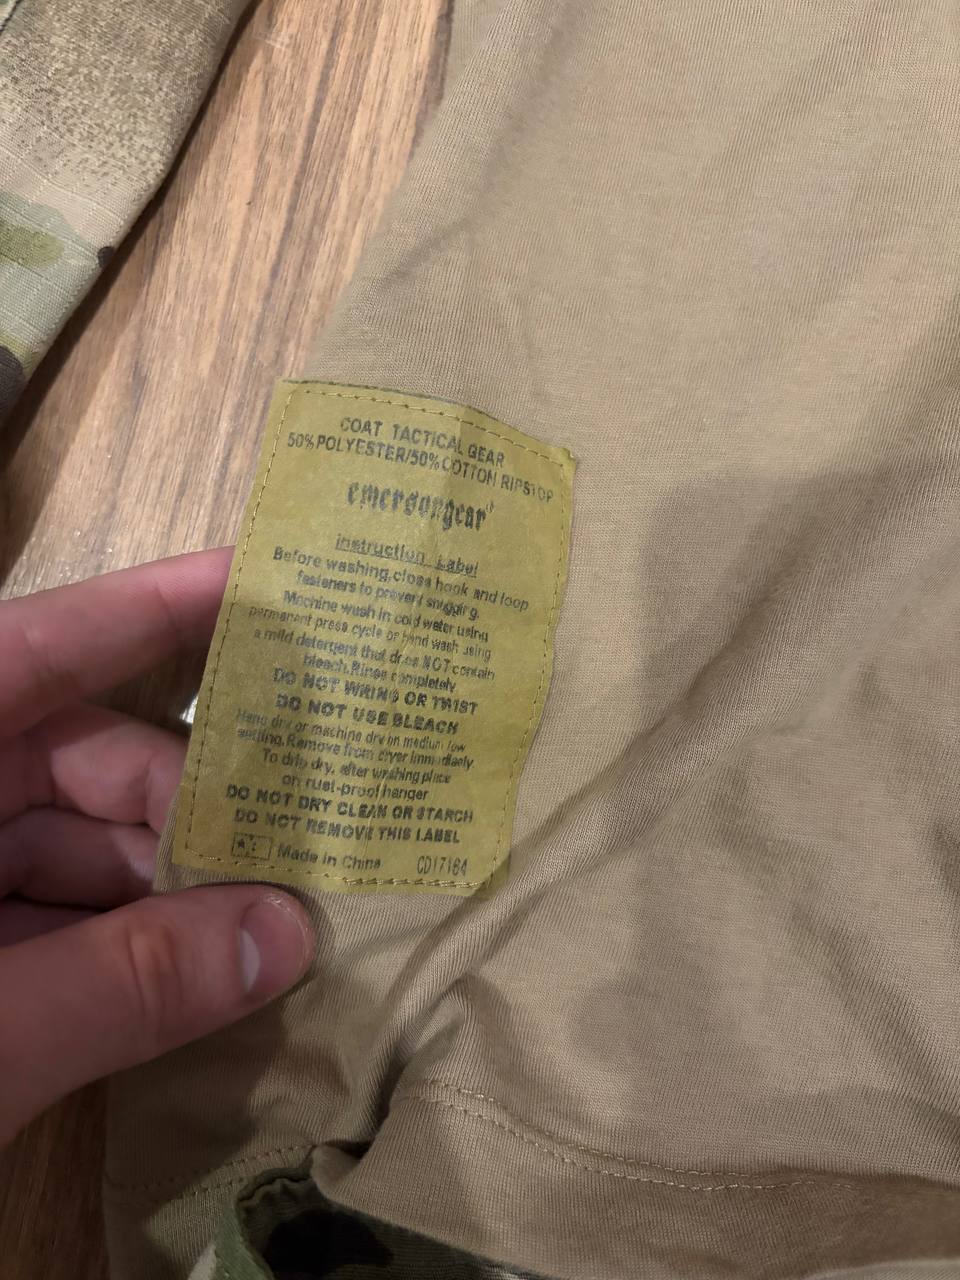 COAT TACTICAL GEAR
50% POLYESTER/50% COTTON RIPSTOP
emersongear®
Instruction Label
Before washing close hook and loop
fasteners to prevent snagging.
Machine wash in cold water using
permanent press cycle or hand wash using
a mild detergent that does NOT contain
bleach.Rinse completely
DO NOT WRING OR TWIST
DO NOT USE BLEACH
Hang dry or machine dry on medium low
setting.Remove from dryer immediately
To drip dry, after washing place
on rust-proof hanger
DO NOT DRY CLEAN OR STARCH
DO NOT REMOVE THIS LABEL
Made in China CD17164